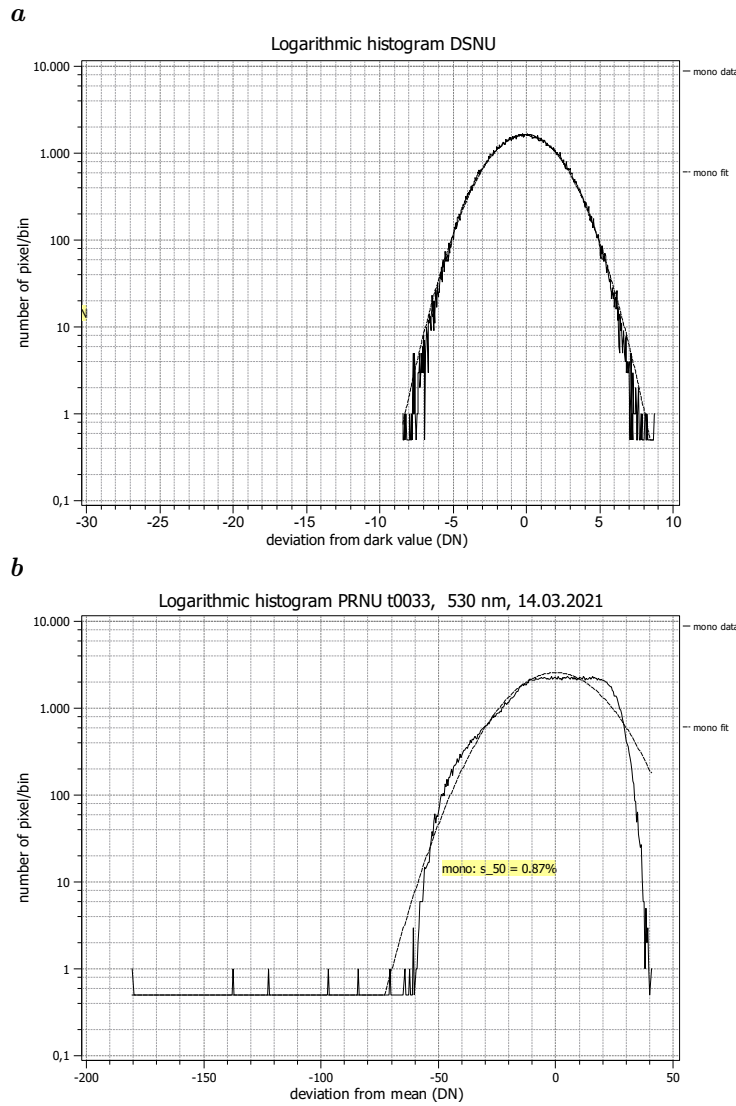 a
Logarithmic histogram DSNU
10.000
1.000
100
10
1
0,1
number of pixel/bin
mono data
mono fit
-30 -25 -20 -15 -10 -5 0 5 10
deviation from dark value (DN)
b
Logarithmic histogram PRNU t0033, 530 nm, 14.03.2021
10.000
1.000
100
10
1
0,1
number of pixel/bin
mono data
mono fit
mono: s_50 = 0.87%
-200 -150 -100 -50 0 50
deviation from mean (DN)